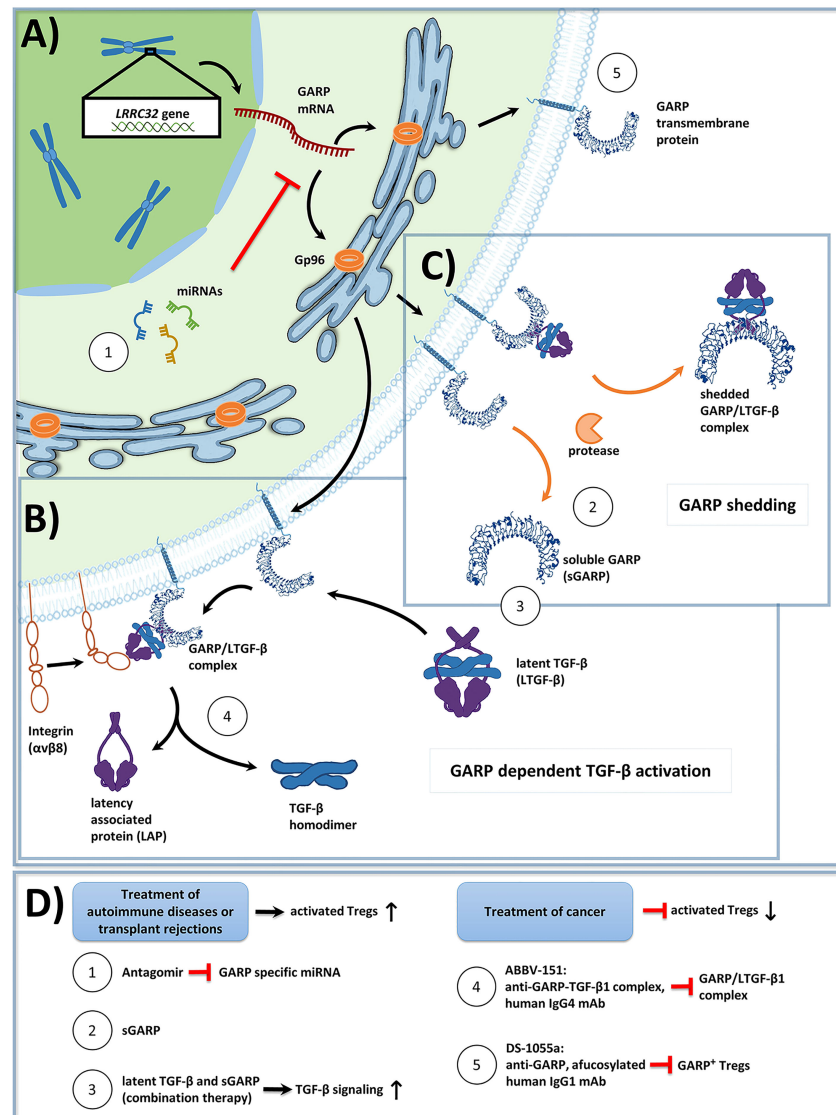 A)
LRRC32 gene
GARP
mRNA
5
GARP
transmembrane
protein
Gp96
miRNAs
1
C)
shedded
GARP/LTGF-β
complex
protease
2
GARP shedding
soluble GARP
(sGARP)
B)
3
GARP/LTGF-β
complex
latent TGF-β
(LTGF-β)
Integrin
(αvβ8)
4
latency
associated
protein (LAP)
TGF-β
homodimer
GARP dependent TGF-β activation
D)
Treatment of
autoimmune diseases or
transplant rejections
activated Tregs
1
Antagomir
GARP specific miRNA
2
sGARP
3
latent TGF-β and sGARP
(combination therapy)
TGF-β signaling
Treatment of cancer
activated Tregs
4
ABBV-151:
anti-GARP-TGF-β1 complex,
human IgG4 mAb
GARP/LTGF-β1
complex
5
DS-1055a:
anti-GARP, afucosylated
human IgG1 mAb
GARP⁺ Tregs